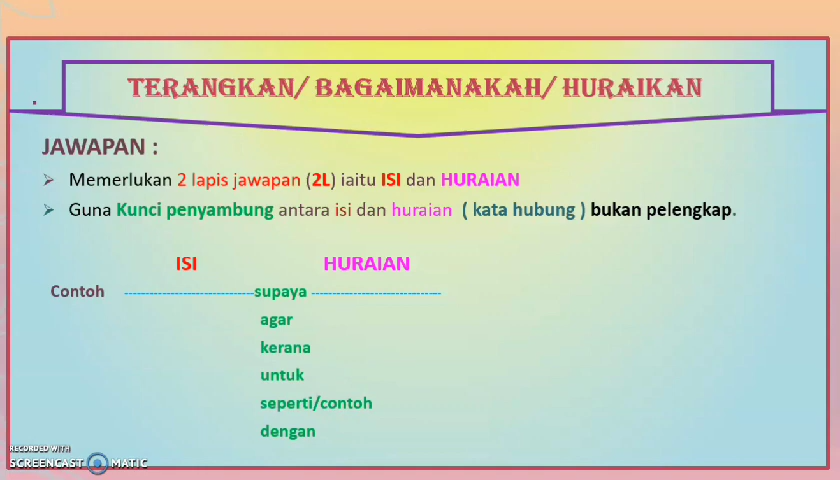 TERANGKAN/ BAGAIMANAKAH/ HURAIKAN
JAWAPAN :
Memerlukan 2 lapis jawapan (2L) iaitu ISI dan HURAIAN
Guna Kunci penyambung antara isi dan huraian ( kata hubung ) bukan pelengkap.
ISI HURAIAN
Contoh ------------------------------supaya ------------------------------
agar
kerana
untuk
seperti/contoh
dengan
RECORDED WITH
SCREENCAST MATIC